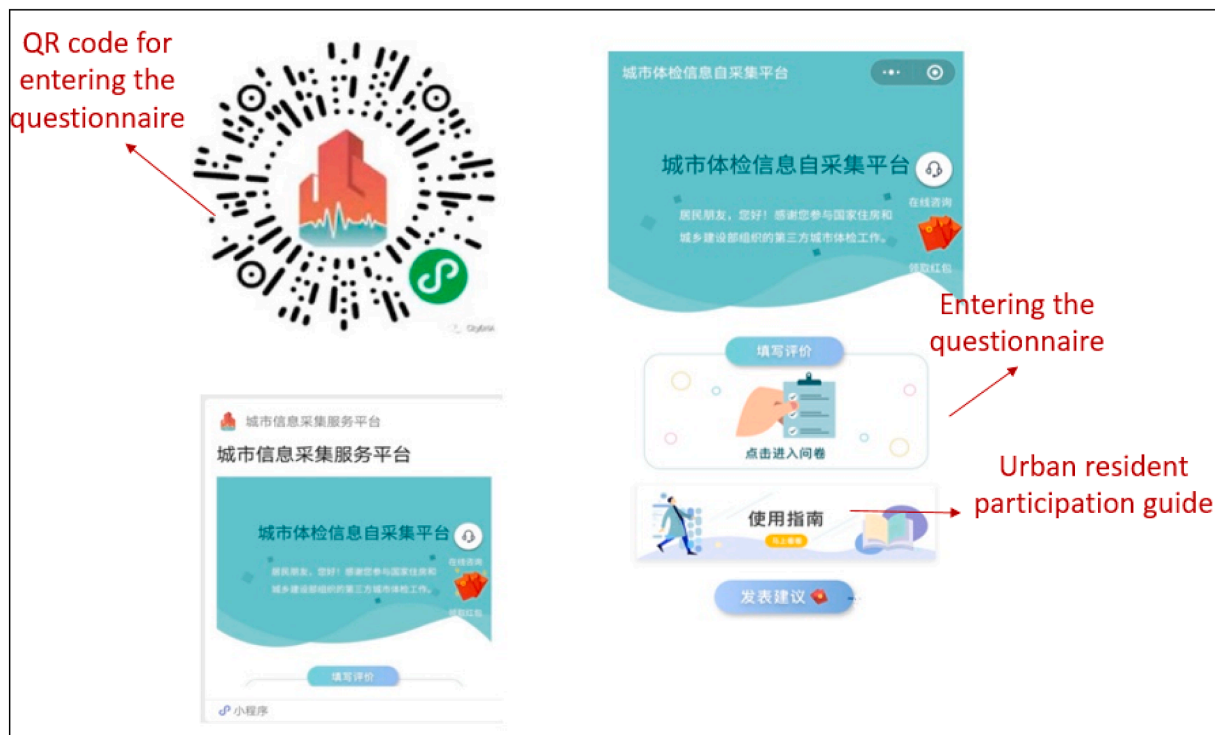 QR code for
entering the
questionnaire
城市体检信息自采集平台
城市体检信息自采集平台
在线咨询
居民朋友，您好！感谢您参与国家住房和
城乡建设部组织的第三方城市体检工作。
领取红包
Entering the
questionnaire
填写评价
点击进入问卷
Urban resident
participation guide
使用指南
发表建议
城市信息采集服务平台
城市信息采集服务平台
城市体检信息自采集平台
在线咨询
居民朋友，您好！感谢您参与国家住房和
城乡建设部组织的第三方城市体检工作。
领取红包
填写评价
小程序